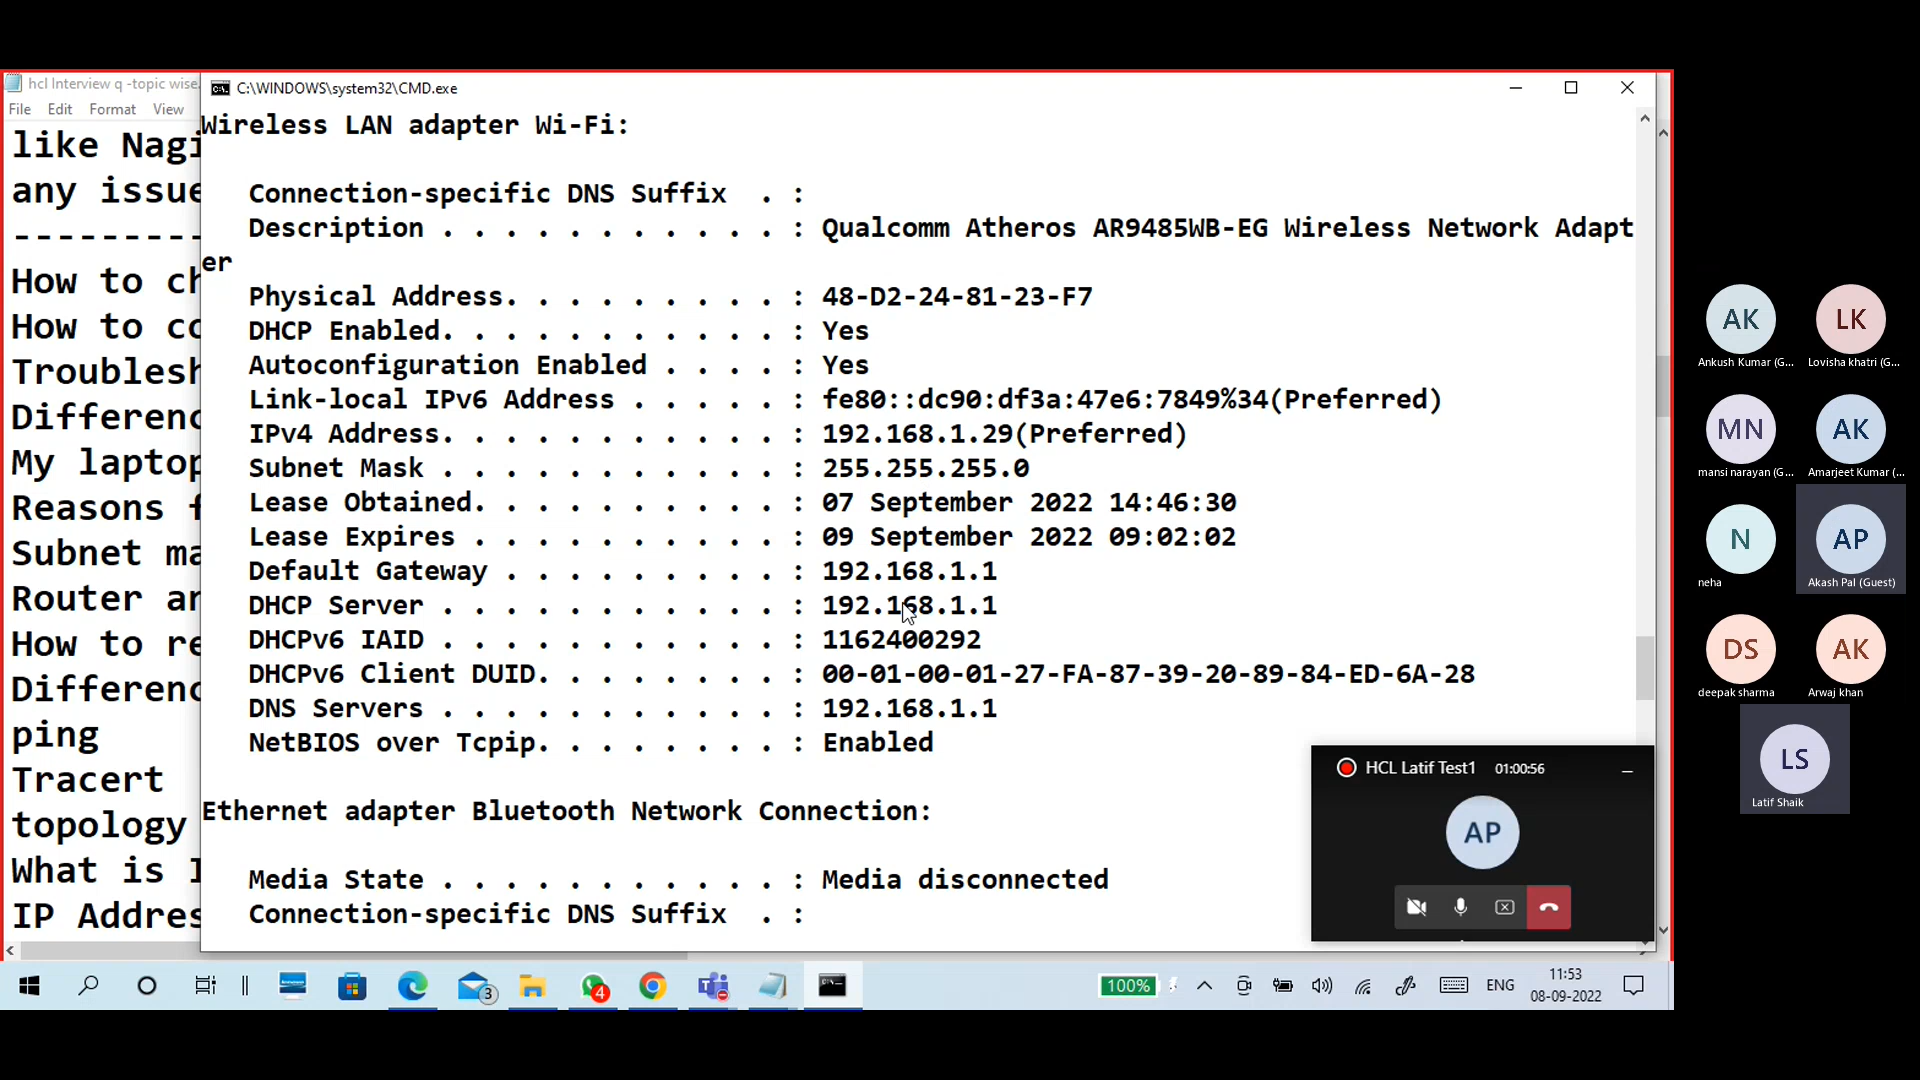 hcl Interview q -topic wise.
File Edit Format View
like Nagi
any issue
----------
How to ch
How to co
Troublesh
Differenc
My laptop
Reasons f
Subnet ma
Router an
How to re
Differenc
ping
Tracert
topology
What is I
IP Addres
C:\WINDOWS\system32\CMD.exe
Wireless LAN adapter Wi-Fi:
Connection-specific DNS Suffix . :
Description . . . . . . . . . . . : Qualcomm Atheros AR9485WB-EG Wireless Network Adapt
er
Physical Address. . . . . . . . . : 48-D2-24-81-23-F7
DHCP Enabled. . . . . . . . . . . : Yes
Autoconfiguration Enabled . . . . : Yes
Link-local IPv6 Address . . . . . : fe80::dc90:df3a:47e6:7849%34(Preferred)
IPv4 Address. . . . . . . . . . . : 192.168.1.29(Preferred)
Subnet Mask . . . . . . . . . . . : 255.255.255.0
Lease Obtained. . . . . . . . . . : 07 September 2022 14:46:30
Lease Expires . . . . . . . . . . : 09 September 2022 09:02:02
Default Gateway . . . . . . . . . : 192.168.1.1
DHCP Server . . . . . . . . . . . : 192.168.1.1
DHCPv6 IAID . . . . . . . . . . . : 1162400292
DHCPv6 Client DUID. . . . . . . . : 00-01-00-01-27-FA-87-39-20-89-84-ED-6A-28
DNS Servers . . . . . . . . . . . : 192.168.1.1
NetBIOS over Tcpip. . . . . . . . : Enabled
Ethernet adapter Bluetooth Network Connection:
Media State . . . . . . . . . . . : Media disconnected
Connection-specific DNS Suffix . :
HCL Latif Test1 01:00:56
AP
3
4
100%
ENG
11:53
08-09-2022
AK LK
Ankush Kumar (G... Lovisha khatri (G...
MN AK
mansi narayan (G... Amarjeet Kumar (...
N AP
neha Akash Pal (Guest)
DS AK
deepak sharma Arwaj khan
LS
Latif Shaik